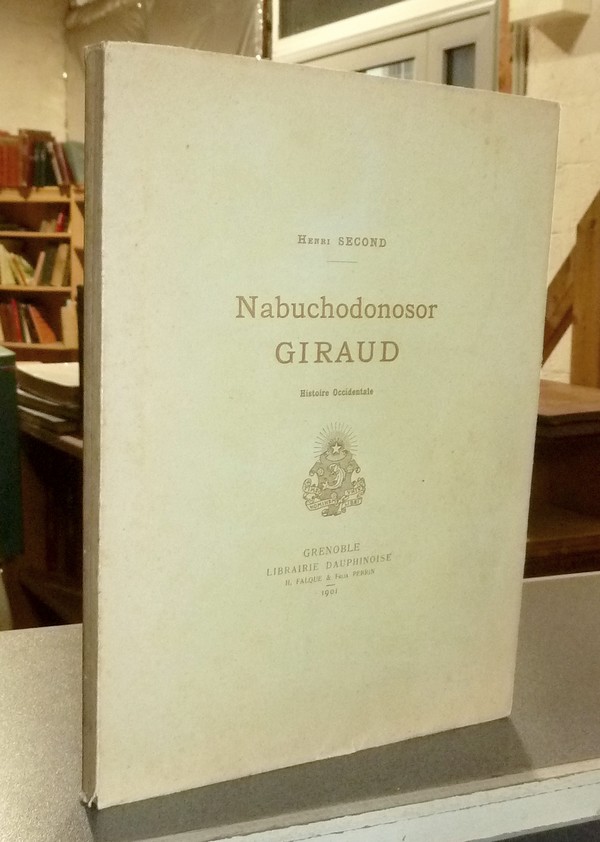 Henri SECOND
Nabuchodonosor
GIRAUD
Histoire Occidentale
GRENOBLE
LIBRAIRIE DAUPHINOISE
H. FALQUE & Félix PERRIN
1901